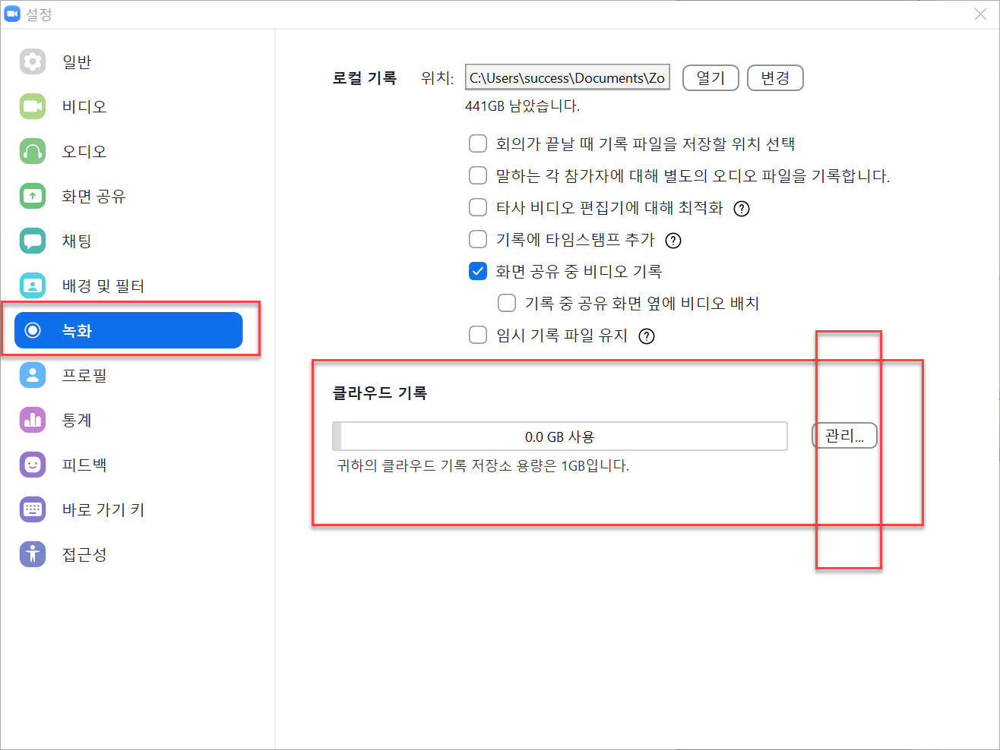 설정
일반
비디오
오디오
화면 공유
채팅
배경 및 필터
녹화
프로필
통계
피드백
바로 가기 키
접근성
로컬 기록 위치: C:\Users\success\Documents\Zo 열기 변경
441GB 남았습니다.
회의가 끝날 때 기록 파일을 저장할 위치 선택
말하는 각 참가자에 대해 별도의 오디오 파일을 기록합니다.
타사 비디오 편집기에 대해 최적화 ?
기록에 타임스탬프 추가 ?
화면 공유 중 비디오 기록
기록 중 공유 화면 옆에 비디오 배치
임시 기록 파일 유지 ?
클라우드 기록
0.0 GB 사용 관리...
귀하의 클라우드 기록 저장소 용량은 1GB입니다.